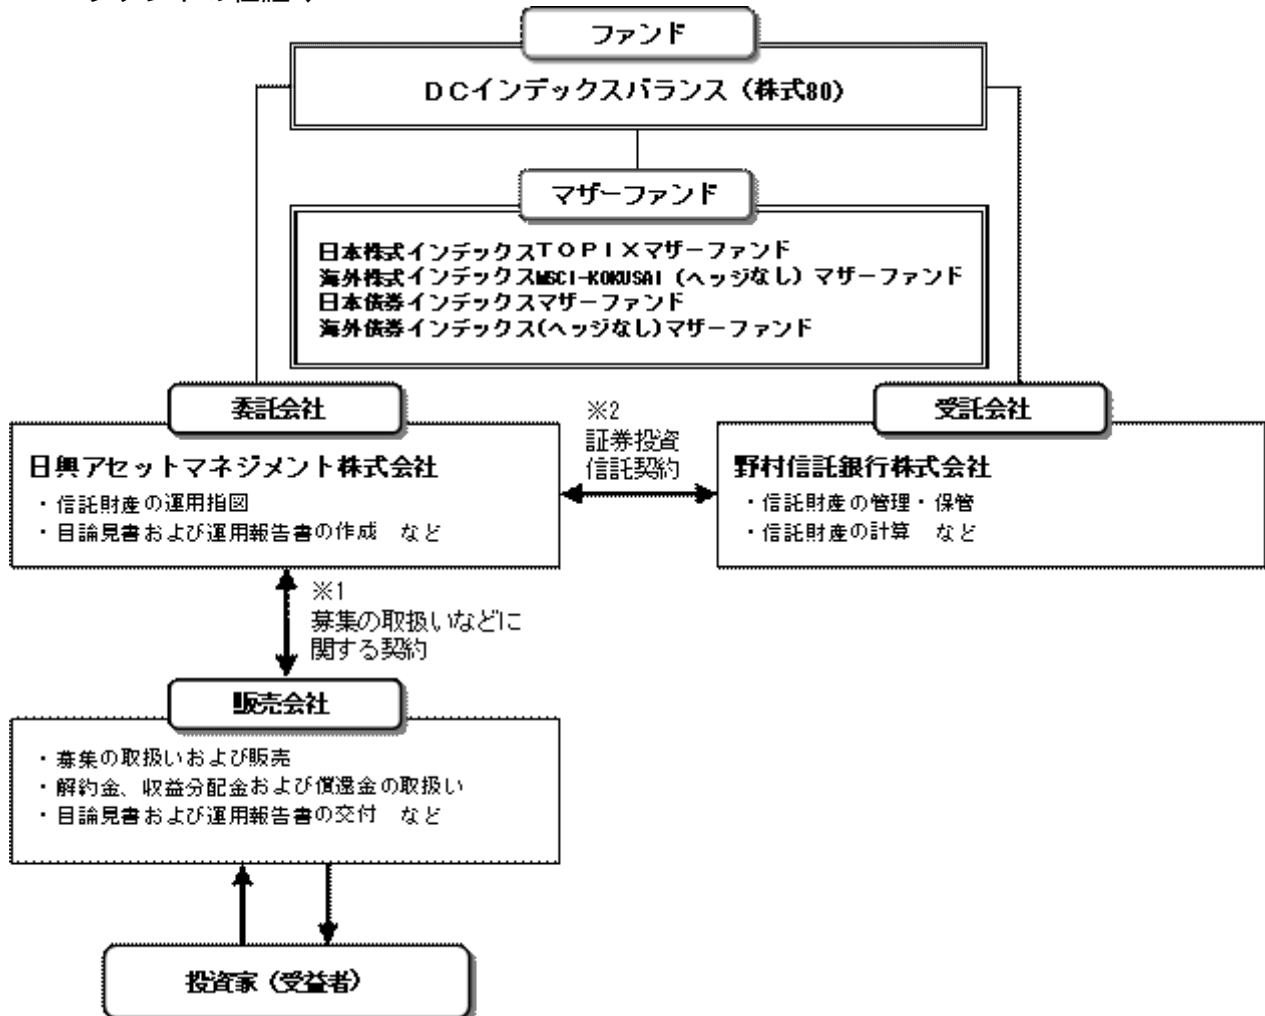 ファンド
DCインデックスバランス（株式80）
マザーファンド
日本株式インデックスTOPIXマザーファンド
海外株式インデックスMSCI-KOKUSAI（ヘッジなし）マザーファンド
日本債券インデックスマザーファンド
海外債券インデックス(ヘッジなし)マザーファンド
委託会社
日興アセットマネジメント株式会社
・信託財産の運用指図
・目論見書および運用報告書の作成　など
※2
証券投資
信託契約
受託会社
野村信託銀行株式会社
・信託財産の管理・保管
・信託財産の計算　など
※1
募集の取扱いなどに
関する契約
販売会社
・募集の取扱いおよび販売
・解約金、収益分配金および償還金の取扱い
・目論見書および運用報告書の交付　など
投資家（受益者）